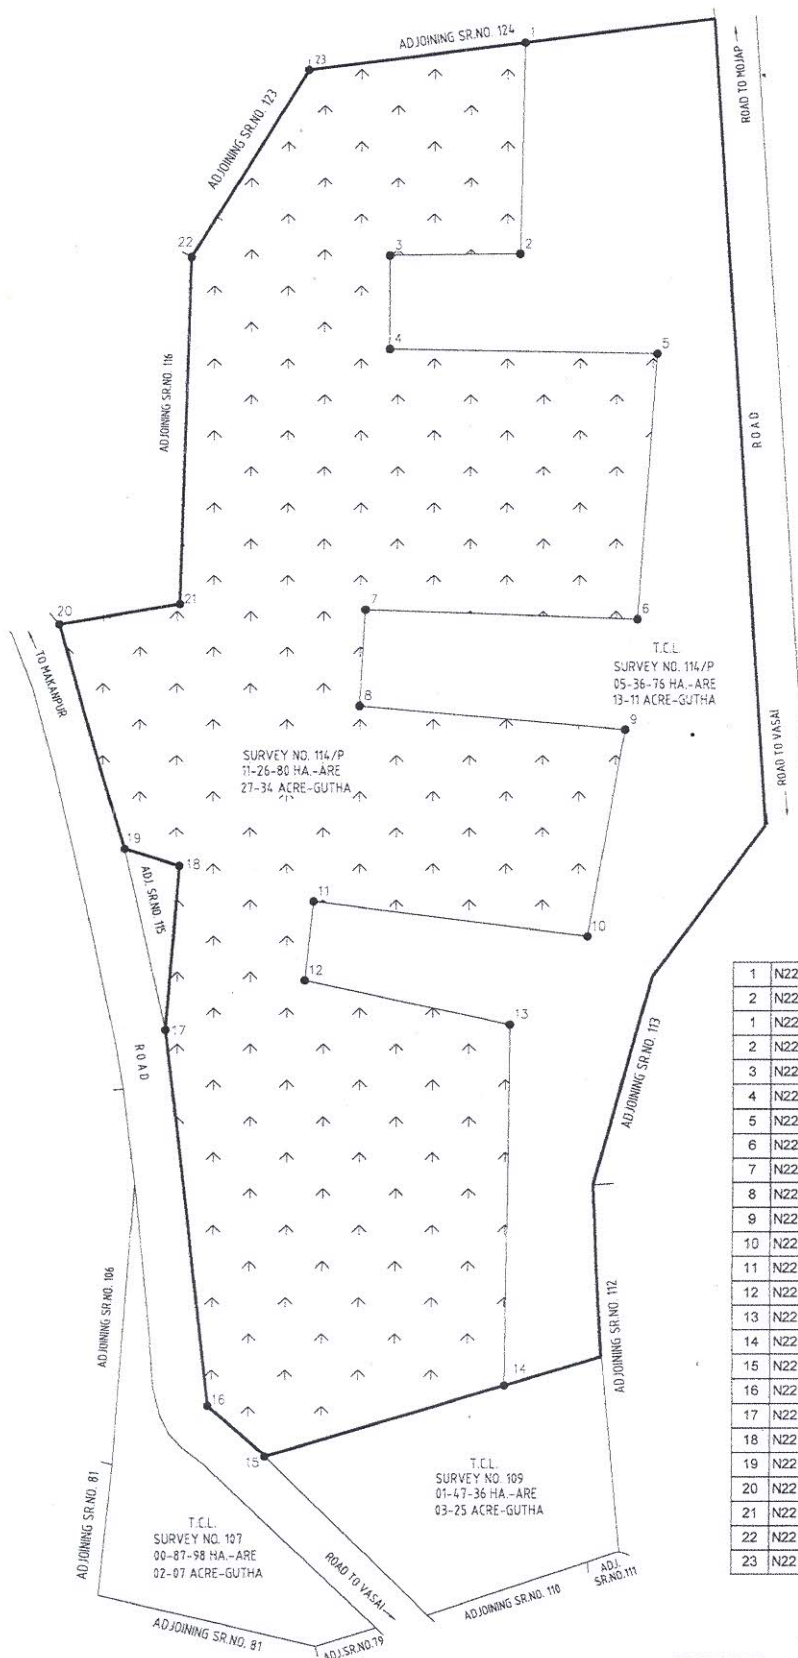 ADJOINING SR.NO. 124
1
23
ROAD TO MOJAP
ADJOINING SR.NO. 123
22
3
2
4
5
ADJOINING SR.NO. 116
ROAD
21
20
7
6
TO MAKANPUR
T.C.L.
SURVEY NO. 114/P
05-36-76 HA.-ARE
13-11 ACRE-GUTHA
8
9
ROAD TO VASAI
SURVEY NO. 114/P
11-26-80 HA.-ARE
27-34 ACRE-GUTHA
19
18
ADJ. SR.NO. 115
11
10
12
13
17
ROAD
ADJOINING SR.NO. 113
ADJOINING SR.NO. 106
ADJOINING SR.NO. 112
14
16
15
T.C.L.
SURVEY NO. 109
01-47-36 HA.-ARE
03-25 ACRE-GUTHA
ADJOINING SR.NO. 81
T.C.L.
SURVEY NO. 107
00-87-98 HA.-ARE
02-07 ACRE-GUTHA
ROAD TO VASAI
ADJOINING SR.NO. 110
ADJ.
SR.NO.111
ADJOINING SR.NO. 81
ADJ.SR.NO.79
1 N22
2 N22
1 N22
2 N22
3 N22
4 N22
5 N22
6 N22
7 N22
8 N22
9 N22
10 N22
11 N22
12 N22
13 N22
14 N22
15 N22
16 N22
17 N22
18 N22
19 N22
20 N22
21 N22
22 N22
23 N22